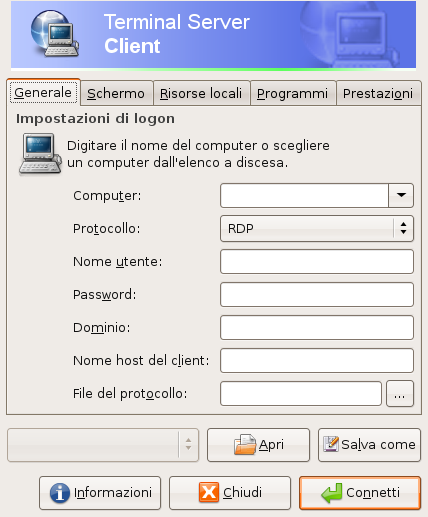 Terminal Server
Client
Generale Schermo Risorse locali Programmi Prestazioni
Impostazioni di logon
Digitare il nome del computer o scegliere
un computer dall'elenco a discesa.
Computer:
Protocollo: RDP
Nome utente:
Password:
Dominio:
Nome host del client:
File del protocollo: ...
Apri Salva come
Informazioni Chiudi Connetti